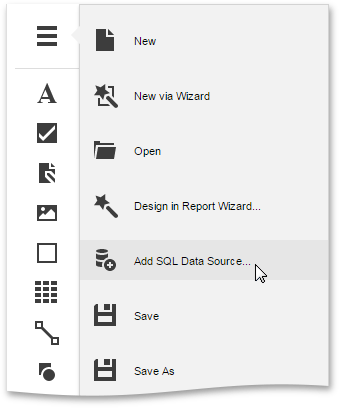 New
New via Wizard
Open
Design in Report Wizard...
Add SQL Data Source...
Save
Save As